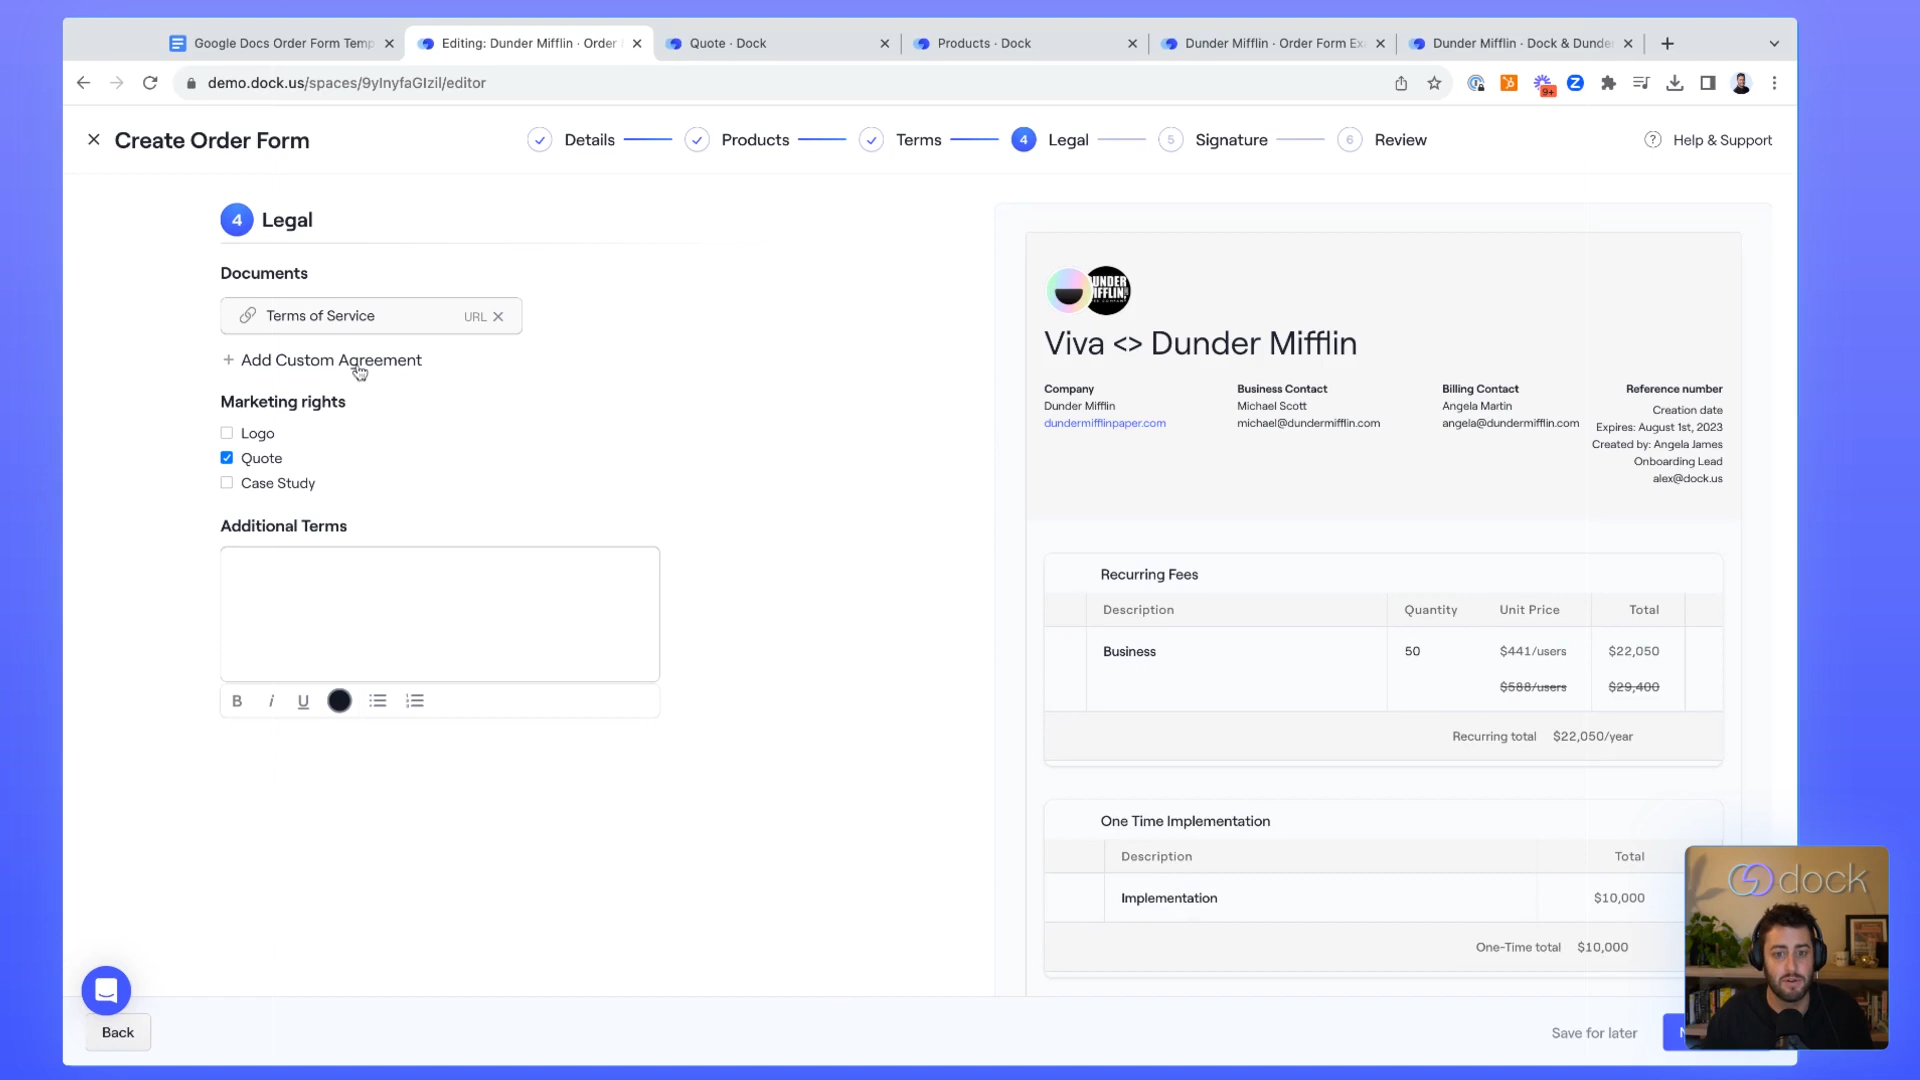 Google Docs Order Form Temp
Editing: Dunder Mifflin · Order
Quote · Dock
Products · Dock
Dunder Mifflin · Order Form Ex
Dunder Mifflin · Dock & Dunde
demo.dock.us/spaces/9yInyfaGIzil/editor
9+
Create Order Form
Details
Products
Terms
4 Legal
5 Signature
6 Review
? Help & Support
4 Legal
Documents
Terms of Service
URL
+ Add Custom Agreement
Marketing rights
Logo
Quote
Case Study
Additional Terms
B i U
Back
DUNDER
MIFFLIN
Viva <> Dunder Mifflin
Company
Dunder Mifflin
dundermifflinpaper.com
Business Contact
Michael Scott
michael@dundermifflin.com
Billing Contact
Angela Martin
angela@dundermifflin.com
Reference number
Creation date
Expires: August 1st, 2023
Created by: Angela James
Onboarding Lead
alex@dock.us
Recurring Fees
Description Quantity Unit Price Total
Business 50 $441/users $22,050
$588/users $29,400
Recurring total $22,050/year
One Time Implementation
Description Total
Implementation $10,000
One-Time total $10,000
Save for later
dock